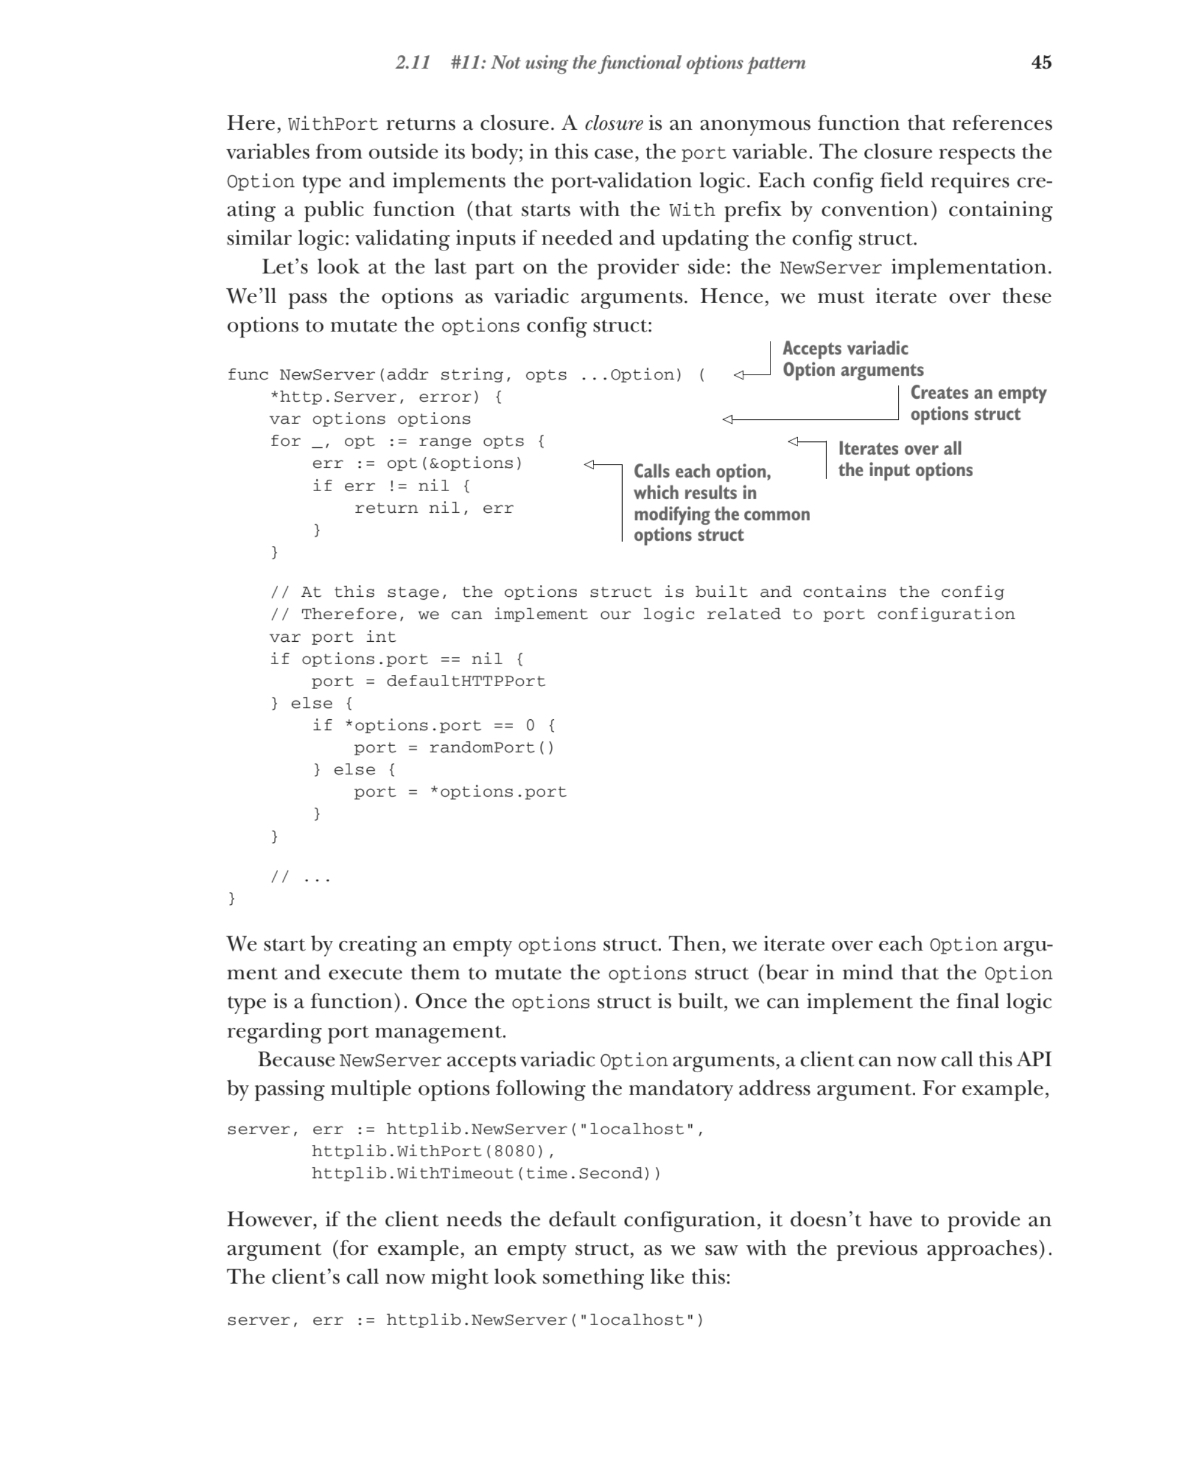 2.11 #11: Not using the functional options pattern 45
Here, WithPort returns a closure. A closure is an anonymous function that references
variables from outside its body; in this case, the port variable. The closure respects the
Option type and implements the port-validation logic. Each config field requires cre-
ating a public function (that starts with the With prefix by convention) containing
similar logic: validating inputs if needed and updating the config struct.
Let's look at the last part on the provider side: the NewServer implementation.
We'll pass the options as variadic arguments. Hence, we must iterate over these
options to mutate the options config struct:
func NewServer(addr string, opts ...Option) (
Accepts variadic
Option arguments
*http.Server, error) {
Creates an empty
options struct
var options options
for _, opt := range opts {
Iterates over all
the input options
err := opt(&options)
Calls each option,
which results in
modifying the common
options struct
if err != nil {
return nil, err
}
}
// At this stage, the options struct is built and contains the config
// Therefore, we can implement our logic related to port configuration
var port int
if options.port == nil {
port = defaultHTTPPort
} else {
if *options.port == 0 {
port = randomPort()
} else {
port = *options.port
}
}
// ...
}
We start by creating an empty options struct. Then, we iterate over each Option argu-
ment and execute them to mutate the options struct (bear in mind that the Option
type is a function). Once the options struct is built, we can implement the final logic
regarding port management.
Because NewServer accepts variadic Option arguments, a client can now call this API
by passing multiple options following the mandatory address argument. For example,
server, err := httplib.NewServer("localhost",
httplib.WithPort(8080),
httplib.WithTimeout(time.Second))
However, if the client needs the default configuration, it doesn't have to provide an
argument (for example, an empty struct, as we saw with the previous approaches).
The client's call now might look something like this:
server, err := httplib.NewServer("localhost")